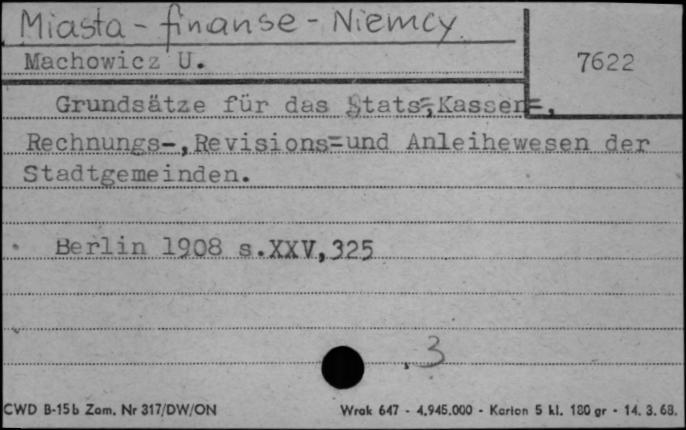 Miasta - finanse - Niemcy
Machowicz U.
7622
Grundsätze für das Stats=,Kassen=,
Rechnungs-,Revisions=und Anleihewesen der
Stadtgemeinden.
Berlin 1908 s.XXV,325
3
CWD B-15b Zam. Nr 317/DW/ON
Wrak 647 - 4.945.000 - Karton 5 kl. 180 gr - 14. 3. 68.